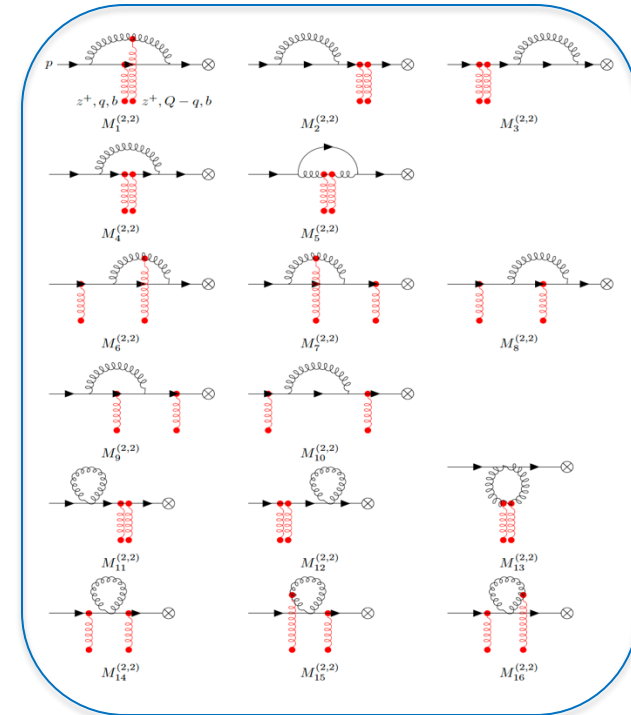 p
z⁺, q, b z⁺, Q − q, b
M₁⁽²,²⁾ M₂⁽²,²⁾ M₃⁽²,²⁾
M₄⁽²,²⁾ M₅⁽²,²⁾
M₆⁽²,²⁾ M₇⁽²,²⁾ M₈⁽²,²⁾
M₉⁽²,²⁾ M₁₀⁽²,²⁾
M₁₁⁽²,²⁾ M₁₂⁽²,²⁾ M₁₃⁽²,²⁾
M₁₄⁽²,²⁾ M₁₅⁽²,²⁾ M₁₆⁽²,²⁾